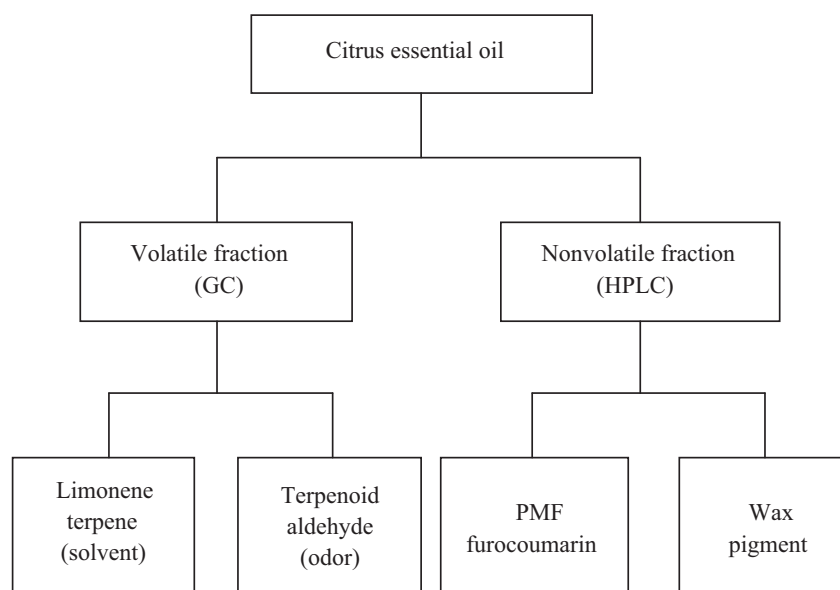 Citrus essential oil
Volatile fraction
(GC)
Nonvolatile fraction
(HPLC)
Limonene
terpene
(solvent)
Terpenoid
aldehyde
(odor)
PMF
furocoumarin
Wax
pigment